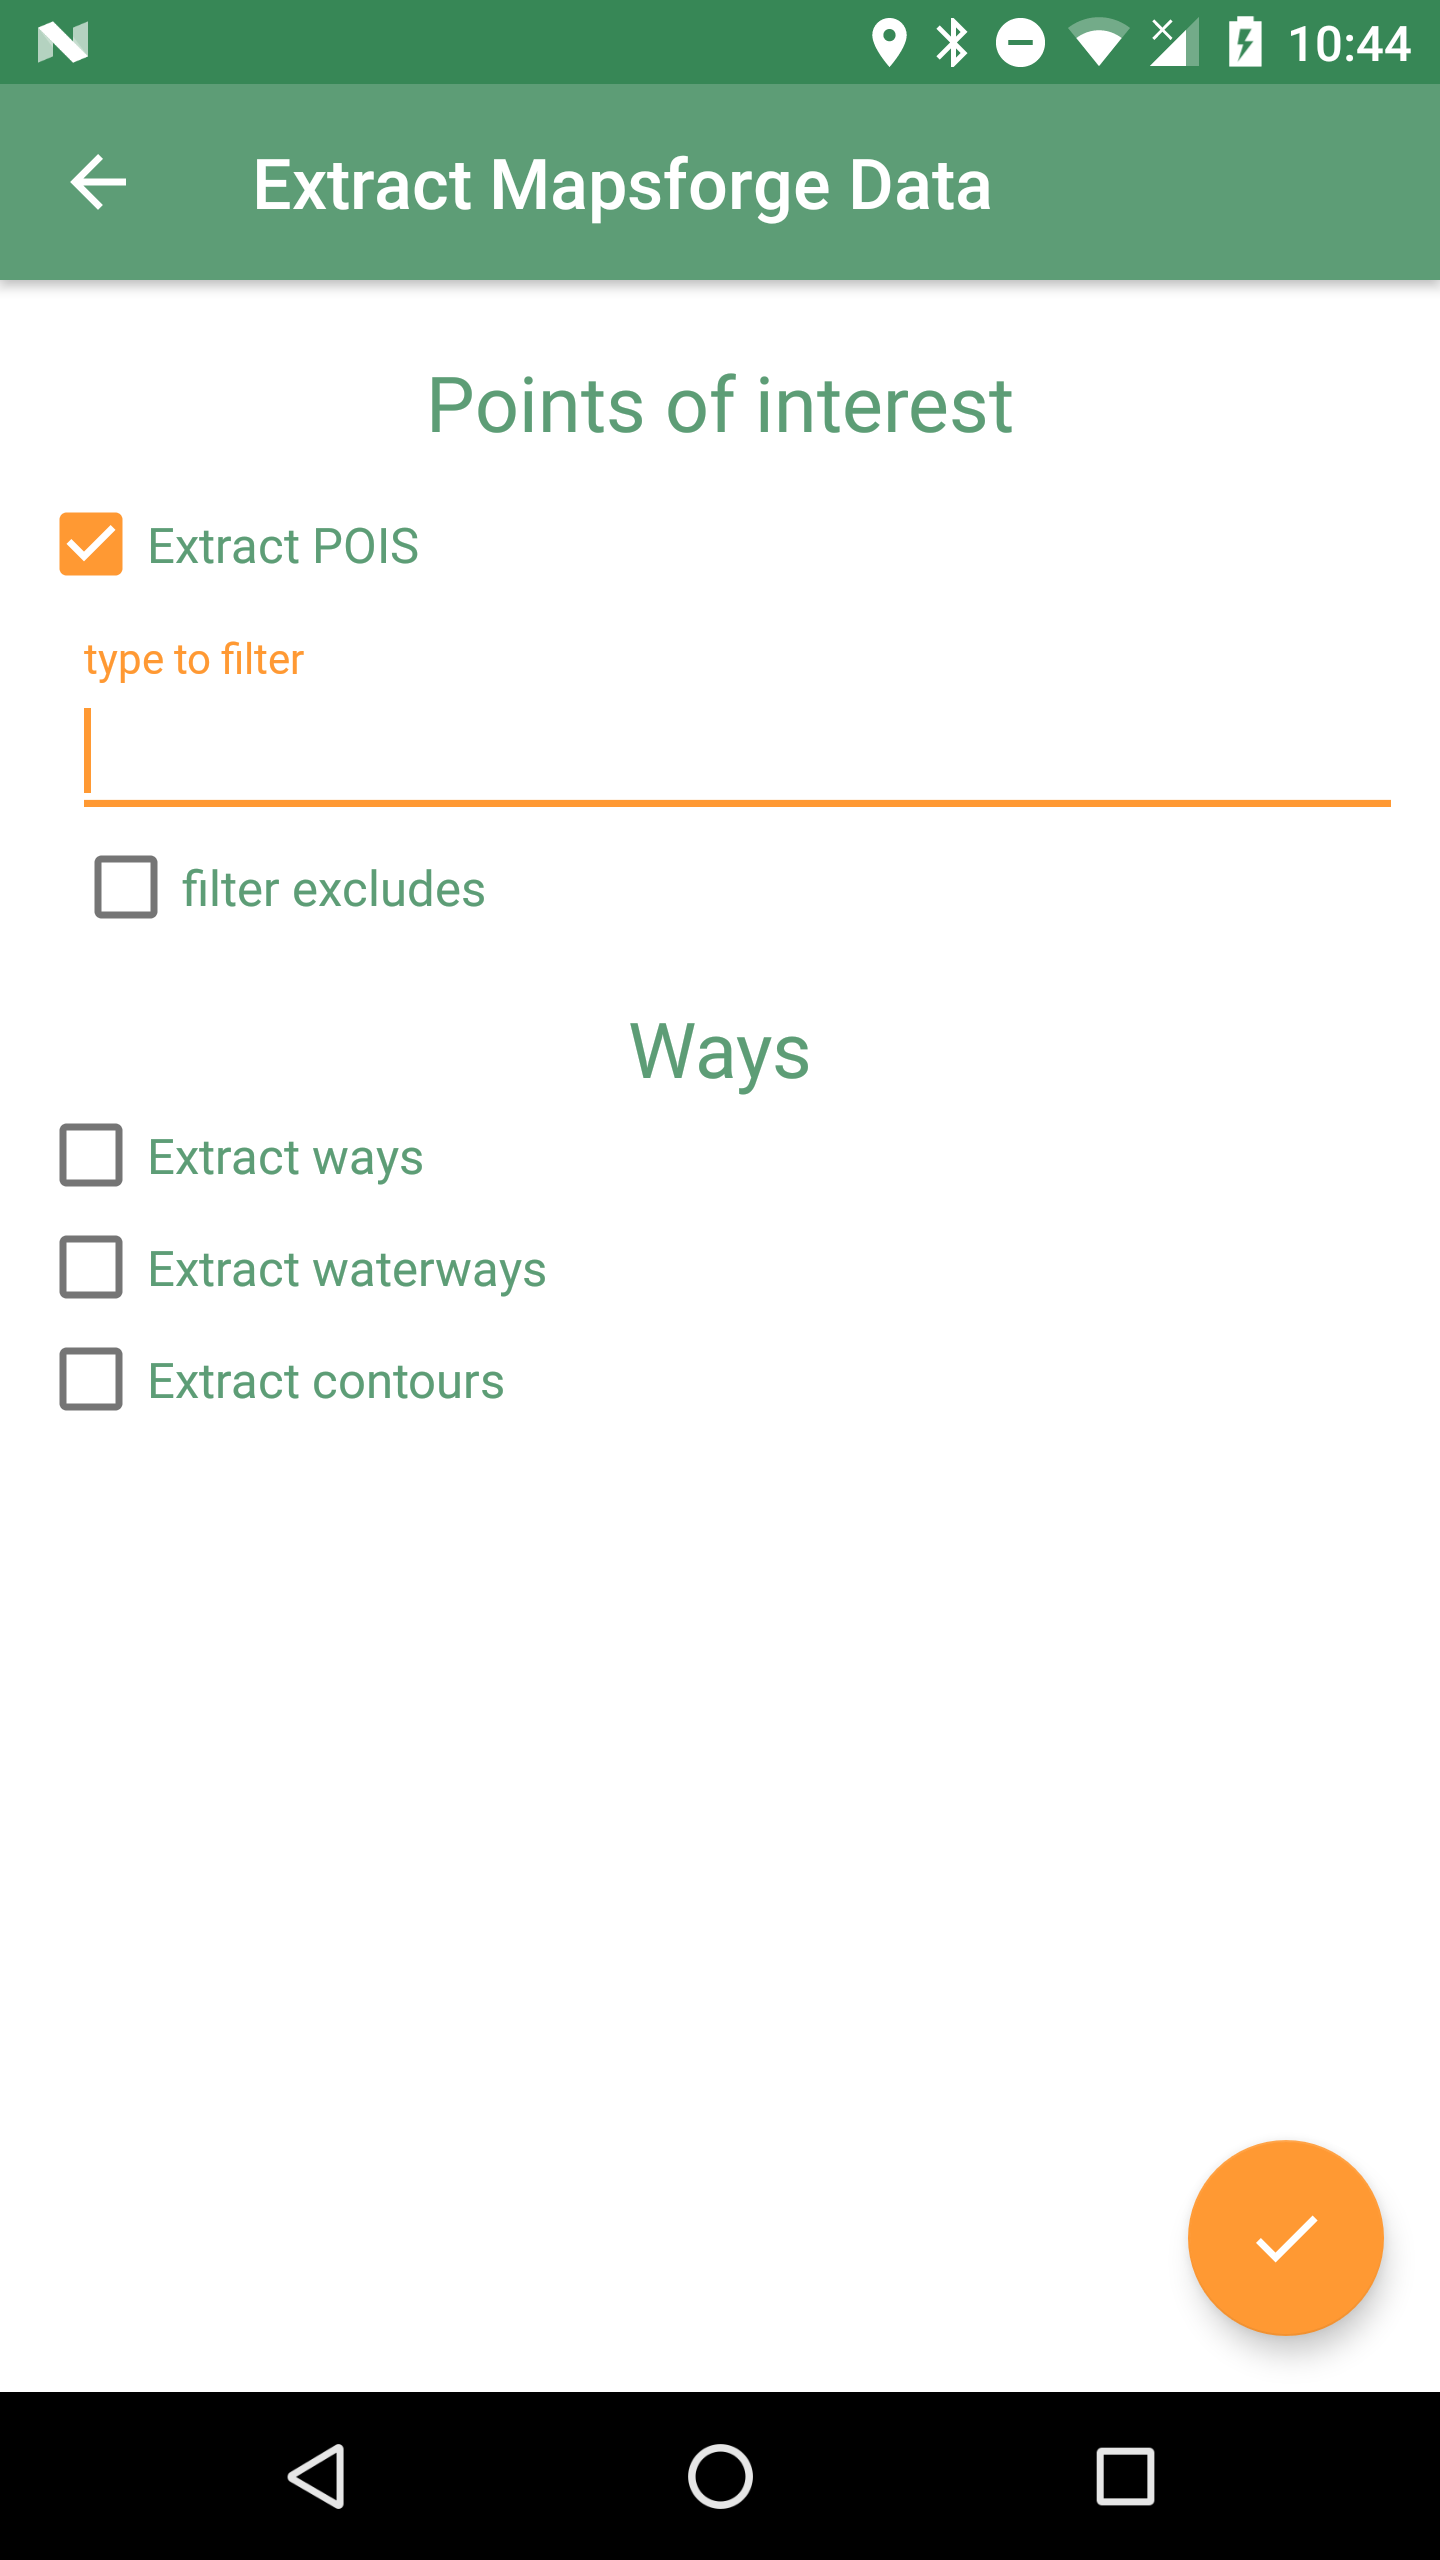 10:44
Extract Mapsforge Data
Points of interest
Extract POIS
type to filter
filter excludes
Ways
Extract ways
Extract waterways
Extract contours